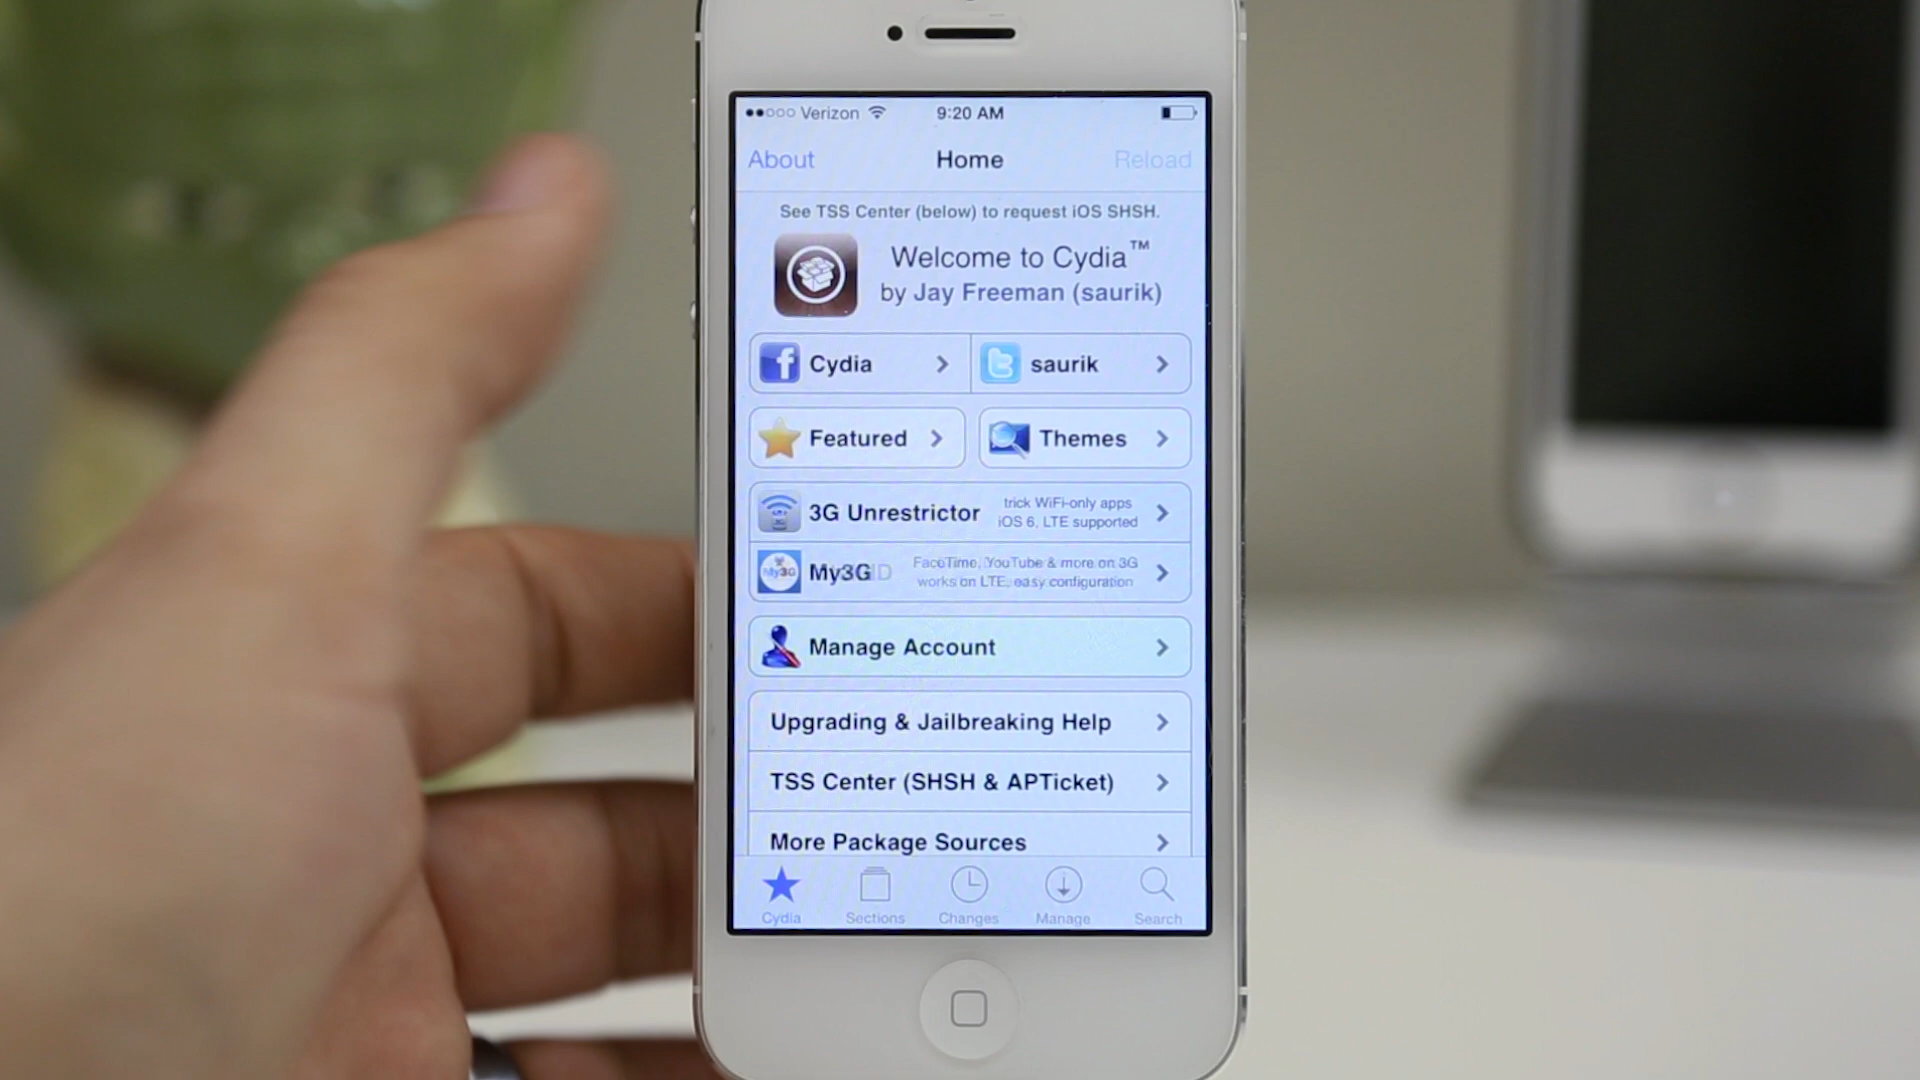 Verizon 9:20 AM
About Home Reload
See TSS Center (below) to request iOS SHSH.
Welcome to Cydia™
by Jay Freeman (saurik)
Cydia saurik
Featured Themes
3G Unrestrictor trick WiFi-only apps
iOS 6, LTE supported
My3G FaceTime, YouTube & more on 3G
works on LTE, easy configuration
Manage Account
Upgrading & Jailbreaking Help
TSS Center (SHSH & APTicket)
More Package Sources
Cydia Sections Changes Manage Search